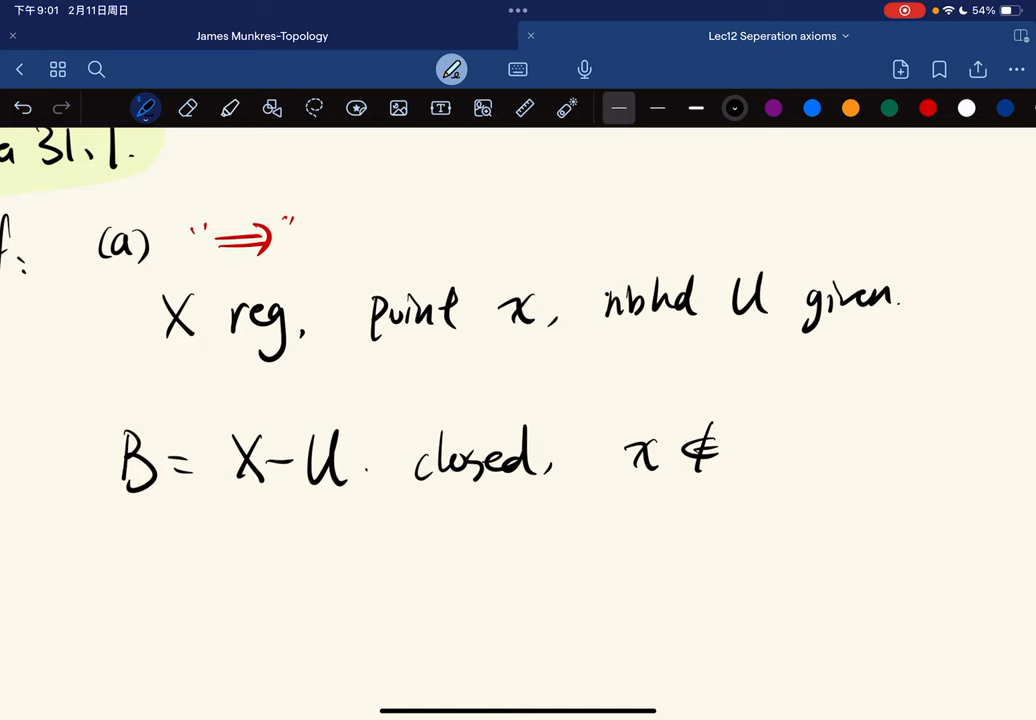 下午9:01 2月11日周日
54%
James Munkres-Topology
Lec12 Seperation axioms
a 31.1.
f:
(a) "⇒"
X reg. point x, nbhd U given.
B = X-U. closed, x ∉